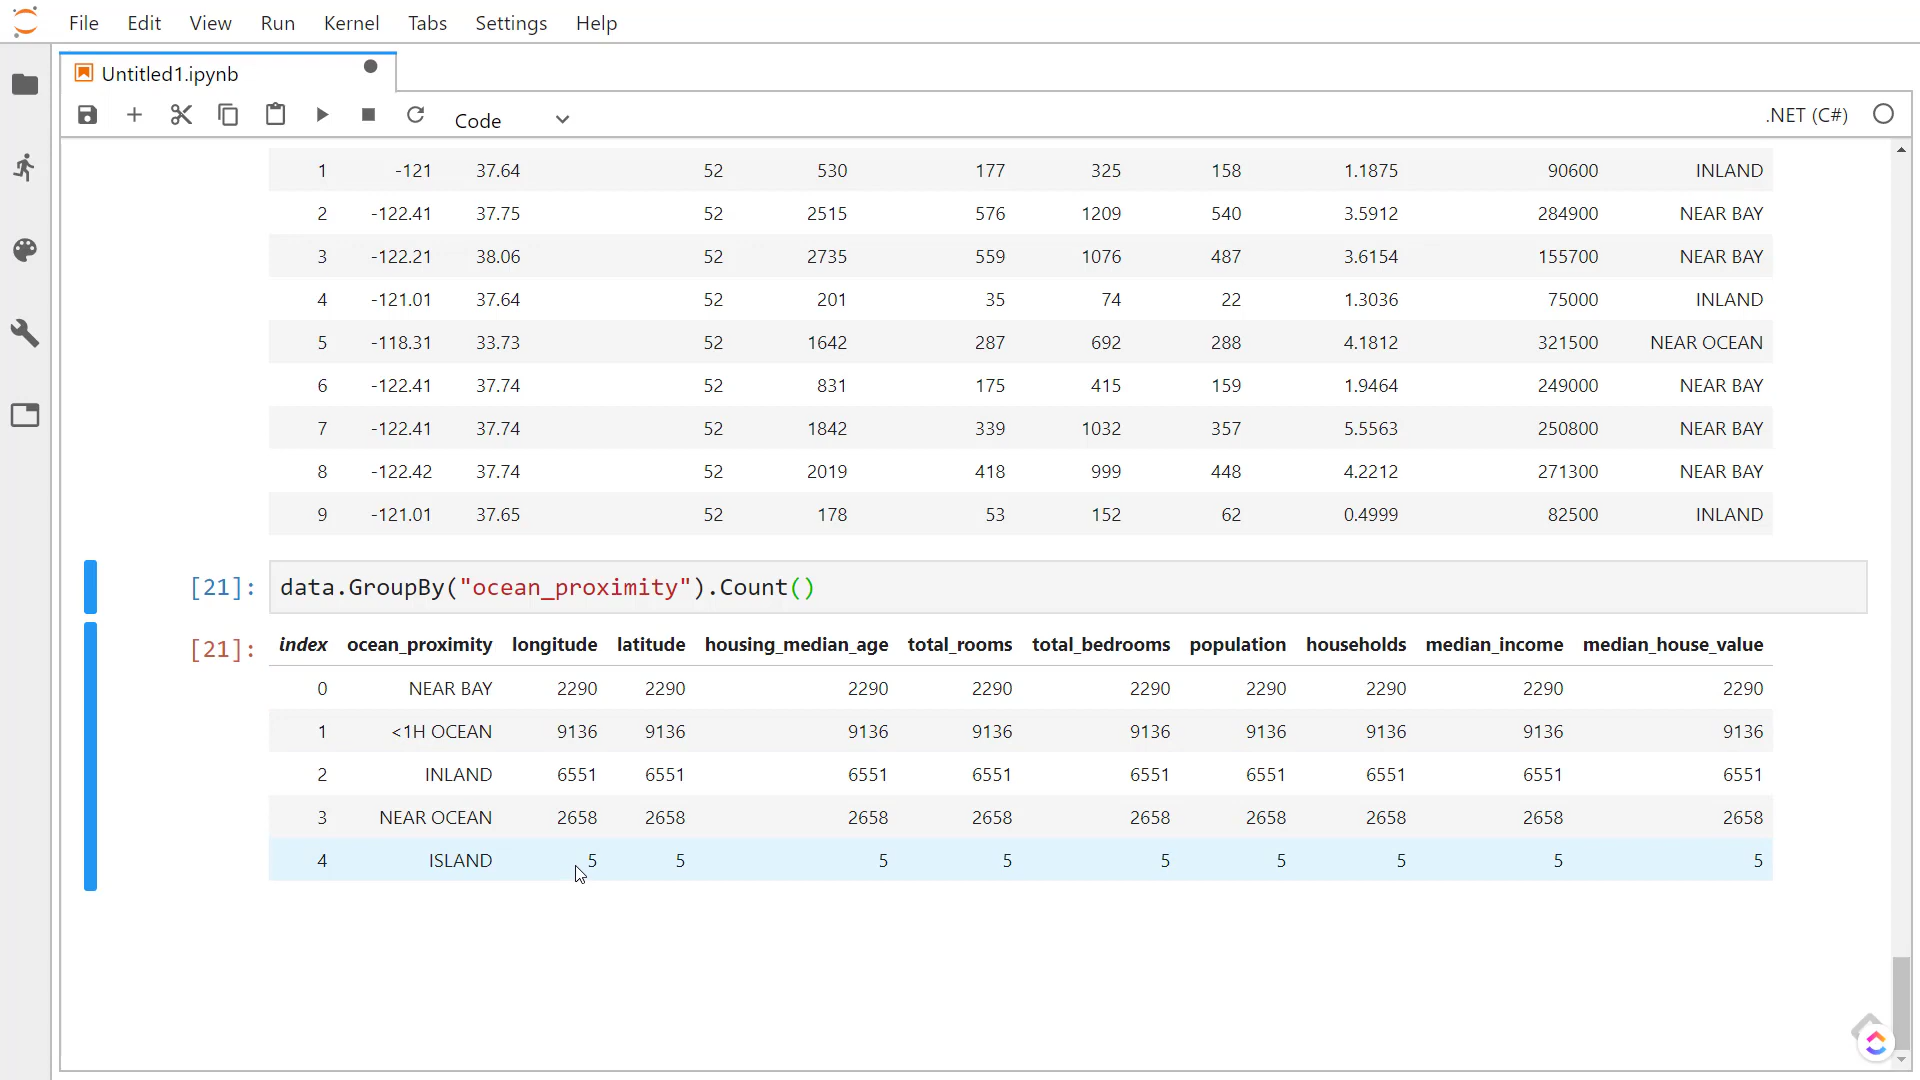 File Edit View Run Kernel Tabs Settings Help
Untitled1.ipynb
Code .NET (C#)
1 -121 37.64 52 530 177 325 158 1.1875 90600 INLAND
2 -122.41 37.75 52 2515 576 1209 540 3.5912 284900 NEAR BAY
3 -122.21 38.06 52 2735 559 1076 487 3.6154 155700 NEAR BAY
4 -121.01 37.64 52 201 35 74 22 1.3036 75000 INLAND
5 -118.31 33.73 52 1642 287 692 288 4.1812 321500 NEAR OCEAN
6 -122.41 37.74 52 831 175 415 159 1.9464 249000 NEAR BAY
7 -122.41 37.74 52 1842 339 1032 357 5.5563 250800 NEAR BAY
8 -122.42 37.74 52 2019 418 999 448 4.2212 271300 NEAR BAY
9 -121.01 37.65 52 178 53 152 62 0.4999 82500 INLAND
[21]: data.GroupBy("ocean_proximity").Count()
[21]: index ocean_proximity longitude latitude housing_median_age total_rooms total_bedrooms population households median_income median_house_value
0 NEAR BAY 2290 2290 2290 2290 2290 2290 2290 2290 2290
1 <1H OCEAN 9136 9136 9136 9136 9136 9136 9136 9136 9136
2 INLAND 6551 6551 6551 6551 6551 6551 6551 6551 6551
3 NEAR OCEAN 2658 2658 2658 2658 2658 2658 2658 2658 2658
4 ISLAND 5 5 5 5 5 5 5 5 5